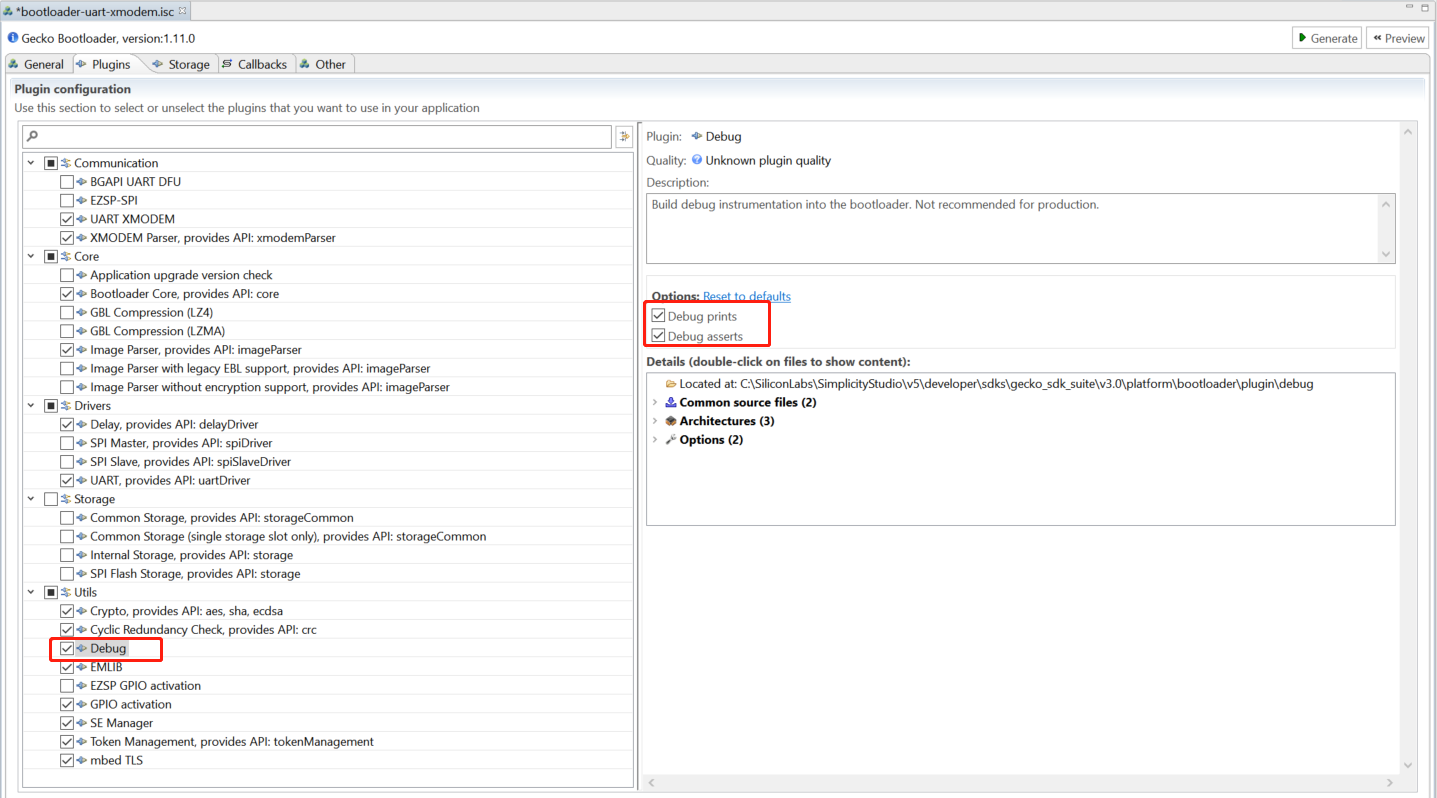 *bootloader-uart-xmodem.isc
Gecko Bootloader, version:1.11.0
Generate
Preview
General
Plugins
Storage
Callbacks
Other
Plugin configuration
Use this section to select or unselect the plugins that you want to use in your application
Communication
BGAPI UART DFU
EZSP-SPI
UART XMODEM
XMODEM Parser, provides API: xmodemParser
Core
Application upgrade version check
Bootloader Core, provides API: core
GBL Compression (LZ4)
GBL Compression (LZMA)
Image Parser, provides API: imageParser
Image Parser with legacy EBL support, provides API: imageParser
Image Parser without encryption support, provides API: imageParser
Drivers
Delay, provides API: delayDriver
SPI Master, provides API: spiDriver
SPI Slave, provides API: spiSlaveDriver
UART, provides API: uartDriver
Storage
Common Storage, provides API: storageCommon
Common Storage (single storage slot only), provides API: storageCommon
Internal Storage, provides API: storage
SPI Flash Storage, provides API: storage
Utils
Crypto, provides API: aes, sha, ecdsa
Cyclic Redundancy Check, provides API: crc
Debug
EMLIB
EZSP GPIO activation
GPIO activation
SE Manager
Token Management, provides API: tokenManagement
mbed TLS
Plugin: Debug
Quality: Unknown plugin quality
Description:
Build debug instrumentation into the bootloader. Not recommended for production.
Options: Reset to defaults
Debug prints
Debug asserts
Details (double-click on files to show content):
Located at: C:\SiliconLabs\SimplicityStudio\v5\developer\sdks\gecko_sdk_suite\v3.0\platform\bootloader\plugin\debug
Common source files (2)
Architectures (3)
Options (2)